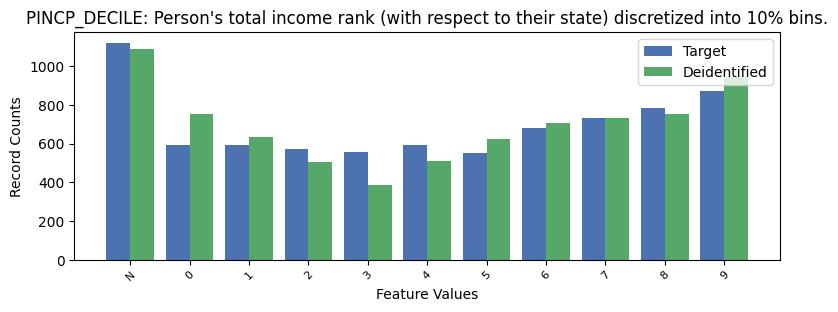 PINCP_DECILE: Person's total income rank (with respect to their state) discretized into 10% bins.
Target
Deidentified
Record Counts
1000
800
600
400
200
0
N 0 1 2 3 4 5 6 7 8 9
Feature Values